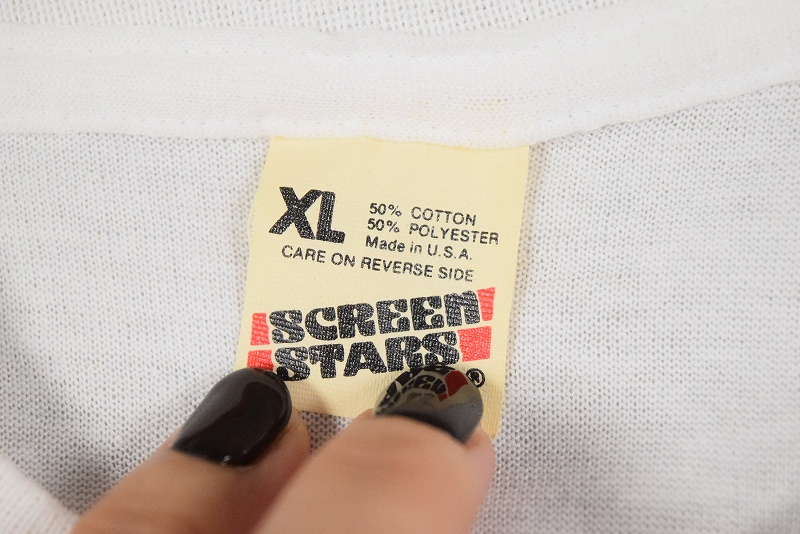 XL
50% COTTON
50% POLYESTER
Made in U.S.A.
CARE ON REVERSE SIDE
SCREEN
STARS
®